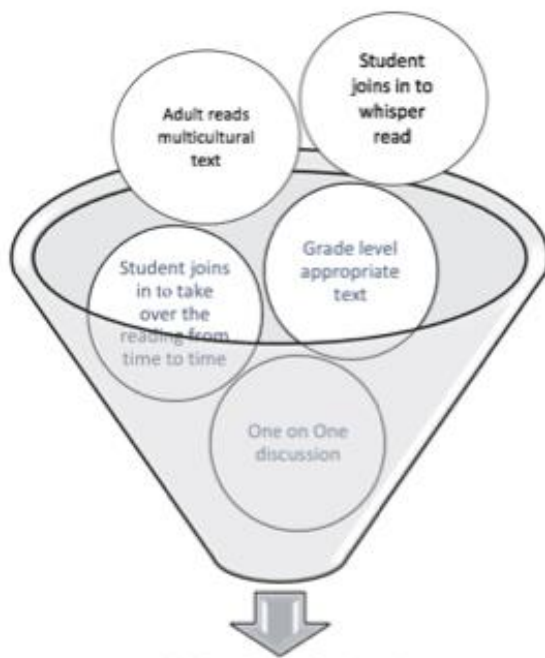 Student
joins in to
whisper
read
Adult reads
multicultural
text
Grade level
appropriate
text
Student joins
in to take
over the
reading from
time to time
One on One
discussion